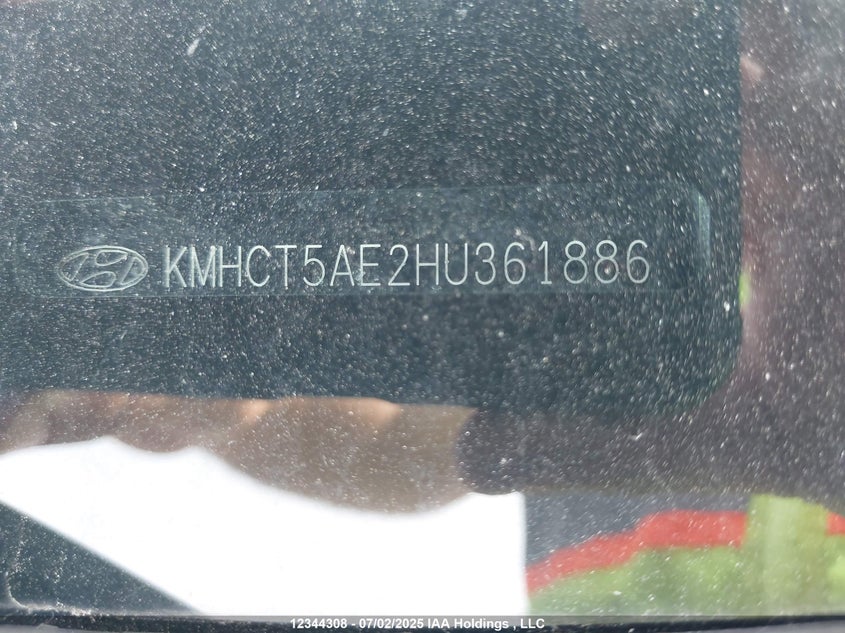 KMHCT5AE2HU361886
12344308 - 07/02/2025 IAA Holdings , LLC